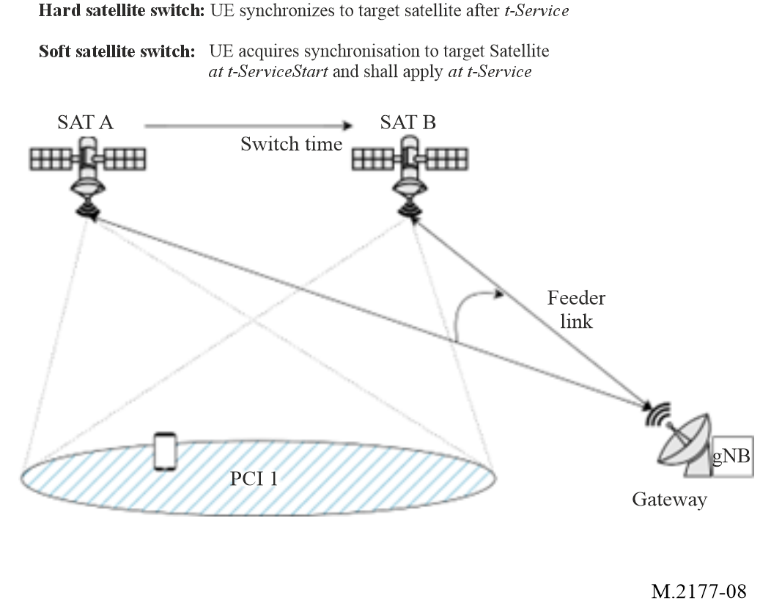 Hard satellite switch: UE synchronizes to target satellite after t-Service
Soft satellite switch: UE acquires synchronisation to target Satellite
at t-ServiceStart and shall apply at t-Service
SAT A
SAT B
Switch time
Feeder
link
PCI 1
gNB
Gateway
M.2177-08